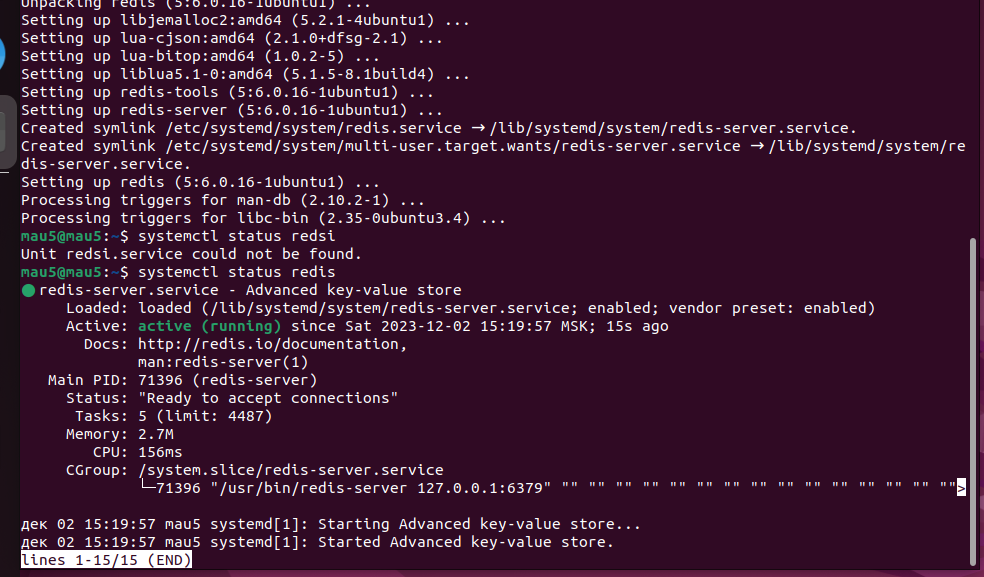 Unpacking redis (5:6.0.16-1ubuntu1) ...
Setting up libjemalloc2:amd64 (5.2.1-4ubuntu1) ...
Setting up lua-cjson:amd64 (2.1.0+dfsg-2.1) ...
Setting up lua-bitop:amd64 (1.0.2-5) ...
Setting up liblua5.1-0:amd64 (5.1.5-8.1build4) ...
Setting up redis-tools (5:6.0.16-1ubuntu1) ...
Setting up redis-server (5:6.0.16-1ubuntu1) ...
Created symlink /etc/systemd/system/redis.service → /lib/systemd/system/redis-server.service.
Created symlink /etc/systemd/system/multi-user.target.wants/redis-server.service → /lib/systemd/system/re
dis-server.service.
Setting up redis (5:6.0.16-1ubuntu1) ...
Processing triggers for man-db (2.10.2-1) ...
Processing triggers for libc-bin (2.35-0ubuntu3.4) ...
mau5@mau5:~$ systemctl status redsi
Unit redsi.service could not be found.
mau5@mau5:~$ systemctl status redis
● redis-server.service - Advanced key-value store
Loaded: loaded (/lib/systemd/system/redis-server.service; enabled; vendor preset: enabled)
Active: active (running) since Sat 2023-12-02 15:19:57 MSK; 15s ago
Docs: http://redis.io/documentation,
man:redis-server(1)
Main PID: 71396 (redis-server)
Status: "Ready to accept connections"
Tasks: 5 (limit: 4487)
Memory: 2.7M
CPU: 156ms
CGroup: /system.slice/redis-server.service
└─71396 "/usr/bin/redis-server 127.0.0.1:6379" "" "" "" "" "" "" "" "" "" "" "" "" "" "" "">
дек 02 15:19:57 mau5 systemd[1]: Starting Advanced key-value store...
дек 02 15:19:57 mau5 systemd[1]: Started Advanced key-value store.
lines 1-15/15 (END)